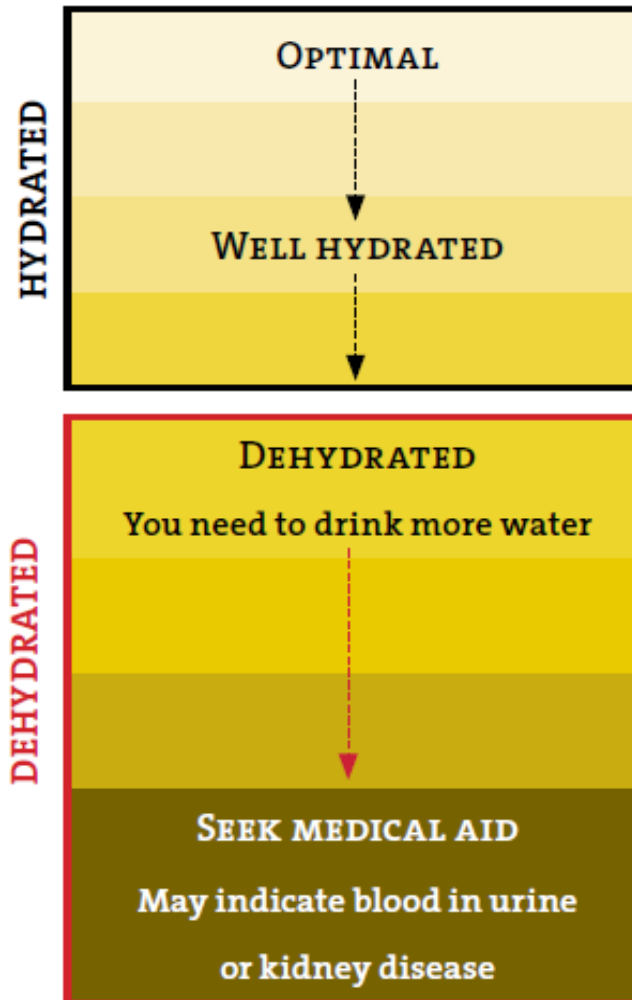 HYDRATED
OPTIMAL
WELL HYDRATED
DEHYDRATED
DEHYDRATED
You need to drink more water
SEEK MEDICAL AID
May indicate blood in urine
or kidney disease